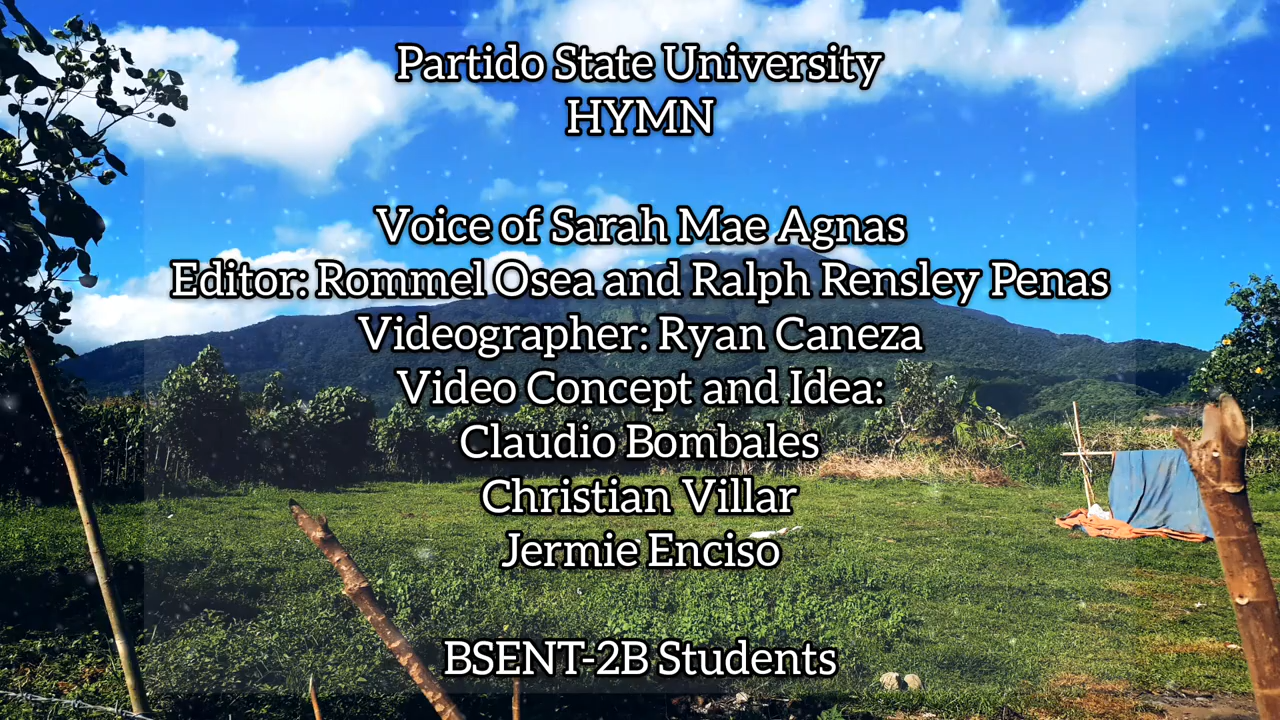 Partido State University
HYMN
Voice of Sarah Mae Agnas
Editor: Rommel Osea and Ralph Rensley Penas
Videographer: Ryan Caneza
Video Concept and Idea:
Claudio Bombales
Christian Villar
Jermie Enciso
BSENT-2B Students